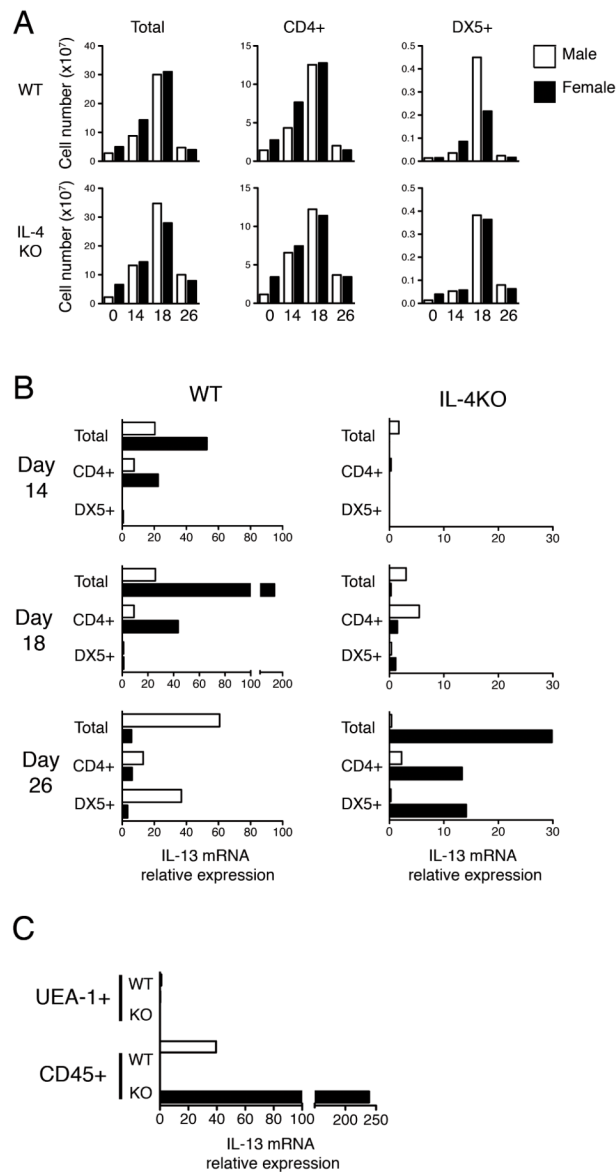 A
Total
CD4+
DX5+
Male
Female
WT
Cell number (x10⁷)
40
30
20
10
0
15
10
5
0
0.5
0.4
0.3
0.2
0.1
0.0
IL-4
KO
Cell number (x10⁷)
40
30
20
10
0
15
10
5
0
0.5
0.4
0.3
0.2
0.1
0.0
0 14 18 26
0 14 18 26
0 14 18 26
B
WT
IL-4KO
Day
14
Total
CD4+
DX5+
0 20 40 60 80 100
Total
CD4+
DX5+
0 10 20 30
Day
18
Total
CD4+
DX5+
0 20 40 60 80 100 200
Total
CD4+
DX5+
0 10 20 30
Day
26
Total
CD4+
DX5+
0 20 40 60 80 100
IL-13 mRNA
relative expression
Total
CD4+
DX5+
0 10 20 30
IL-13 mRNA
relative expression
C
UEA-1+
WT
KO
CD45+
WT
KO
0 20 40 60 80 100 200 250
IL-13 mRNA
relative expression